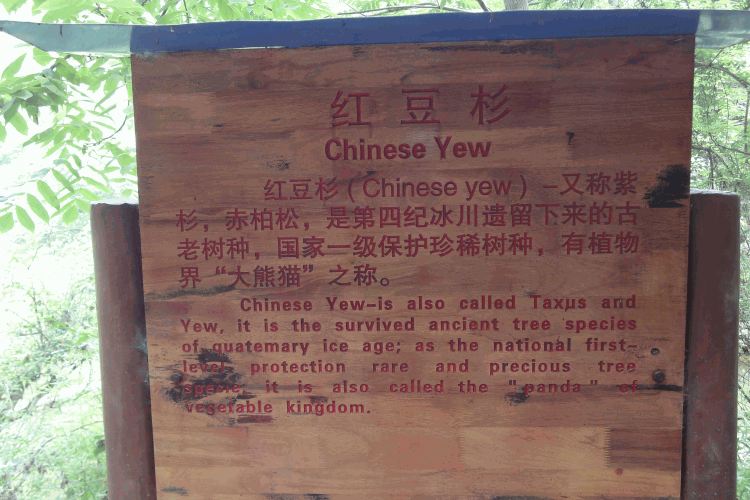 红豆杉
Chinese Yew
红豆杉(Chinese yew)-又称紫
杉，赤柏松，是第四纪冰川遗留下来的古
老树种，国家一级保护珍稀树种，有植物
界“大熊猫”之称。
Chinese Yew-is also called Taxus and
Yew, it is the survived ancient tree species
of quatemary ice age; as the national first-
level protection rare and precious tree
specie, it is also called the "panda" of
vegetable kingdom.